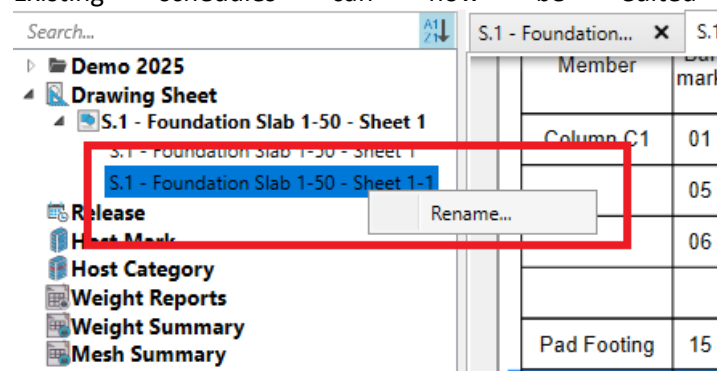 Existing schedules can now be edited
Search...
S.1 - Foundation... × S.1
Demo 2025
Drawing Sheet
S.1 - Foundation Slab 1-50 - Sheet 1
S.1 - Foundation Slab 1-50 - Sheet 1
S.1 - Foundation Slab 1-50 - Sheet 1-1
Rename...
Release
Host Mark
Host Category
Weight Reports
Weight Summary
Mesh Summary
Member mark
Column C1 01
05
06
Pad Footing 15